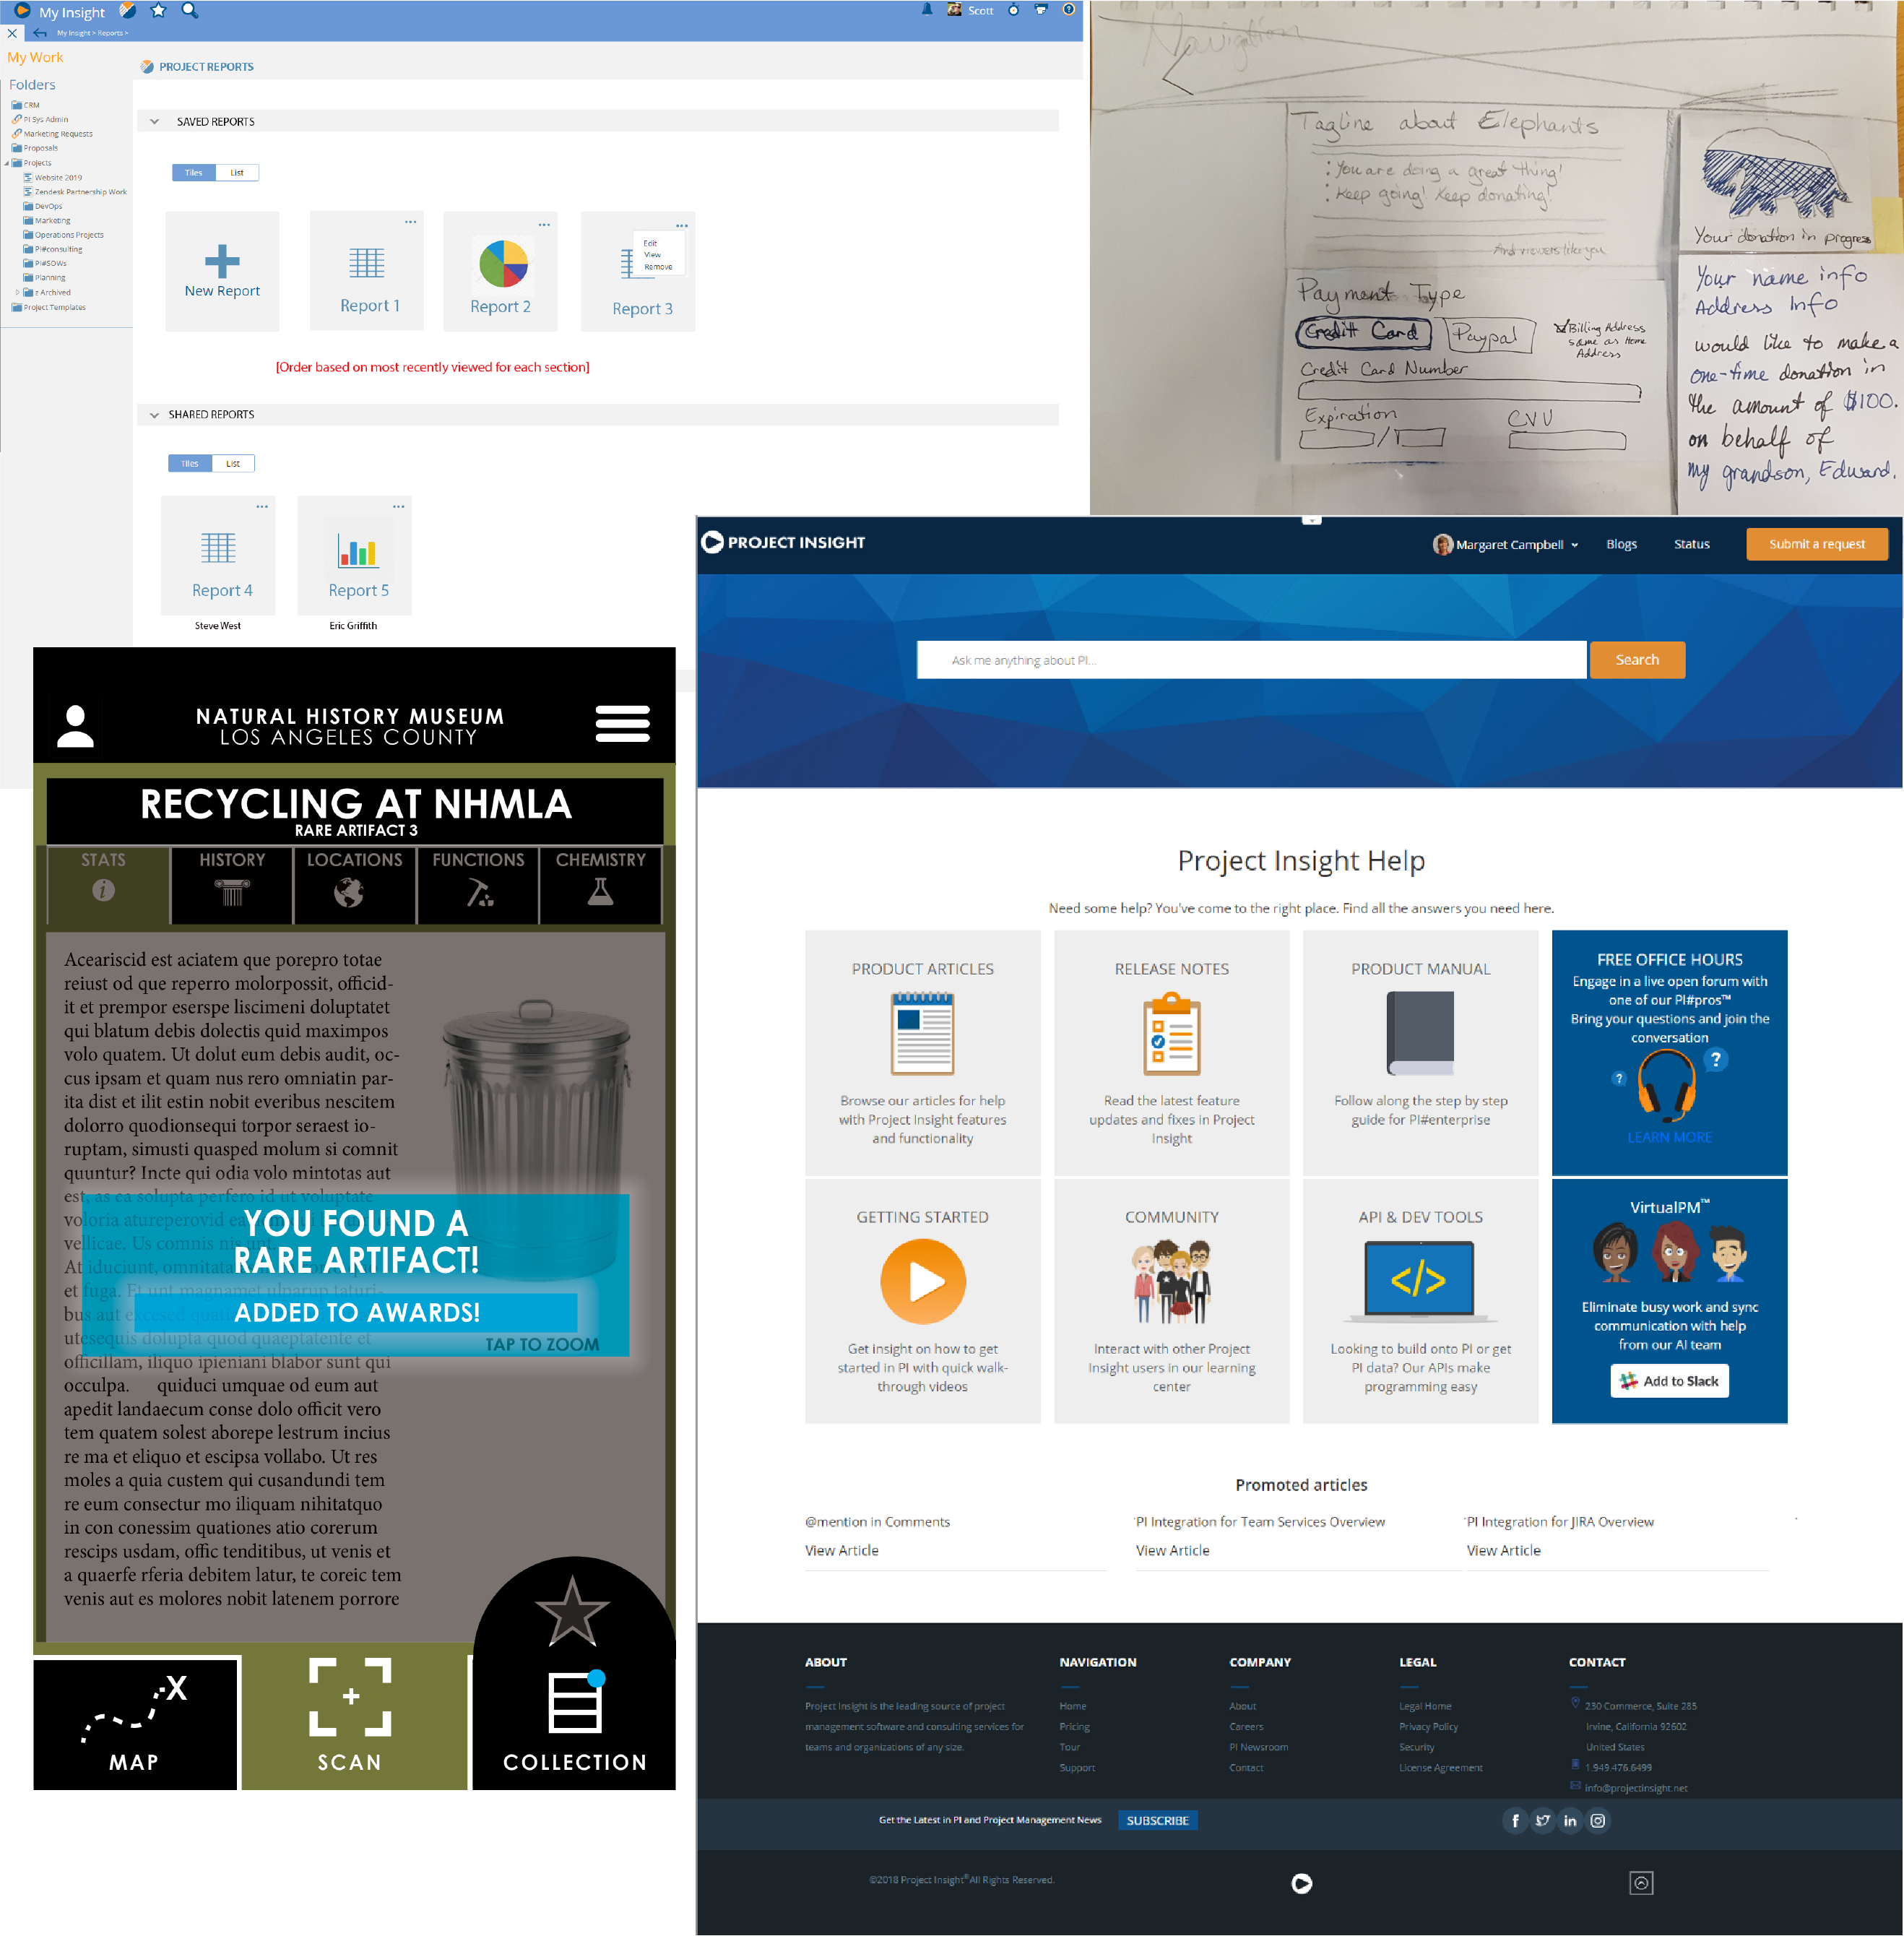 My Insight
Scott
My Insight > Reports >
My Work
Folders
CRM
PI Sys Admin
Marketing Requests
Proposals
Projects
Website 2019
Zendesk Partnership Work
DevOps
Marketing
Operations Projects
PI#consulting
PI#SOWs
Planning
z Archived
Project Templates
PROJECT REPORTS
SAVED REPORTS
Tiles List
New Report
Report 1
Report 2
Edit
View
Remove
Report 3
[Order based on most recently viewed for each section]
SHARED REPORTS
Tiles List
Report 4
Report 5
Steve West
Eric Griffith
Navigation
Tagline about Elephants
: You are doing a great thing!
: Keep going! Keep donating!
And viewers like you
Payment Type
Credit Card
Paypal
Billing Address
same as Home
Address
Credit Card Number
Expiration
CVV
/
Your donation in progress
Your name info
Address Info
would like to make a
one-time donation in
the amount of $100.
on behalf of
my grandson, Edward.
NATURAL HISTORY MUSEUM
LOS ANGELES COUNTY
RECYCLING AT NHMLA
RARE ARTIFACT 3
STATS HISTORY LOCATIONS FUNCTIONS CHEMISTRY
Aceariscid est aciatem que porepro totae
reiust od que reperro molorpossit, officid-
it et prempor eserspe liscimeni doluptatet
qui blatum debis dolectis quid maximpos
volo quatem. Ut dolut eum debis audit, oc-
cus ipsam et quam nus rero omniatin par-
ita dist et ilit estin nobit everibus nescitem
dolorro quodionsequi torpor seraest io-
ruptam, simusti quasped molum si comnit
quuntur? Incte qui odia volo mintotas aut
est, as ea solupta perfero id ut voluptate
voloria atureperovid
vellicae. Us comnis nis unt.
At iduciunt, omnitata
et fuga. Et unt magnamet ulparup taturi-
bus aut excesed
utesequis dolupta quod quaeptatente et
officillam, iliquo ipieniani blabor sunt qui
occulpa. quiduci umquae od eum aut
apedit landaecum conse dolo officit vero
tem quatem solest aborepe lestrum incius
re ma et eliquo et escipsa vollabo. Ut res
moles a quia custem qui cusandundi tem
re eum consectur mo iliquam nihitatquo
in con conessim quationes atio corerum
rescips usdam, offic tenditibus, ut venis et
a quaerfe rferia debitem latur, te coreic tem
venis aut es molores nobit latenem porrore
YOU FOUND A
RARE ARTIFACT!
ADDED TO AWARDS!
TAP TO ZOOM
MAP
SCAN
COLLECTION
PROJECT INSIGHT
Margaret Campbell
Blogs
Status
Submit a request
Ask me anything about PI...
Search
Project Insight Help
Need some help? You've come to the right place. Find all the answers you need here.
PRODUCT ARTICLES
Browse our articles for help
with Project Insight features
and functionality
RELEASE NOTES
Read the latest feature
updates and fixes in Project
Insight
PRODUCT MANUAL
Follow along the step by step
guide for PI#enterprise
FREE OFFICE HOURS
Engage in a live open forum with
one of our PI#pros™
Bring your questions and join the
conversation
? ?
LEARN MORE
GETTING STARTED
Get insight on how to get
started in PI with quick walk-
through videos
COMMUNITY
Interact with other Project
Insight users in our learning
center
API & DEV TOOLS
</>
Looking to build onto PI or get
PI data? Our APIs make
programming easy
VirtualPM™
Eliminate busy work and sync
communication with help
from our AI team
Add to Slack
Promoted articles
@mention in Comments
View Article
PI Integration for Team Services Overview
View Article
PI Integration for JIRA Overview
View Article
ABOUT
Project Insight is the leading source of project
management software and consulting services for
teams and organizations of any size.
NAVIGATION
Home
Pricing
Tour
Support
COMPANY
About
Careers
PI Newsroom
Contact
LEGAL
Legal Home
Privacy Policy
Security
License Agreement
CONTACT
230 Commerce, Suite 285
Irvine, California 92602
United States
1.949.476.6499
info@projectinsight.net
Get the Latest in PI and Project Management News
SUBSCRIBE
©2018 Project Insight® All Rights Reserved.